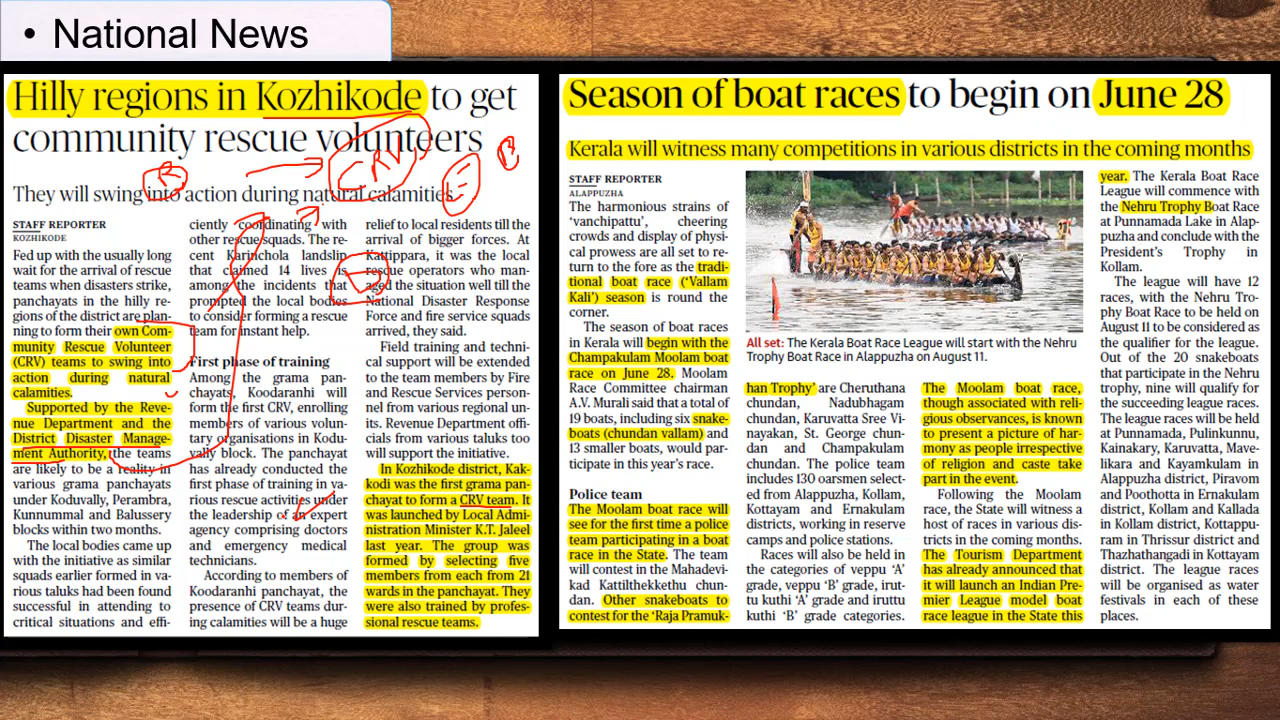 • National News
Hilly regions in Kozhikode to get
community rescue volunteers
They will swing into action during natural calamities
STAFF REPORTER
KOZHIKODE
Fed up with the usually long
wait for the arrival of rescue
teams when disasters strike,
panchayats in the hilly re-
gions of the district are plan-
ning to form their own Com-
munity Rescue Volunteer
(CRV) teams to swing into
action during natural
calamities.
Supported by the Reve-
nue Department and the
District Disaster Manage-
ment Authority, the teams
are likely to be a reality in
various grama panchayats
under Koduvally, Perambra,
Kunnummal and Balussery
blocks within two months.
The local bodies came up
with the initiative as similar
squads earlier formed in va-
rious taluks had been found
successful in attending to
critical situations and effi-
ciently coordinating with
other rescue squads. The re-
cent Karinchola landslip
that claimed 14 lives is
among the incidents that
prompted the local bodies
to consider forming a rescue
team for instant help.
First phase of training
Among the grama pan-
chayats, Koodaranhi will
form the first CRV, enrolling
members of various volun-
tary organisations in Kodu-
vally block. The panchayat
has already conducted the
first phase of training in va-
rious rescue activities under
the leadership of an expert
agency comprising doctors
and emergency medical
technicians.
According to members of
Koodaranhi panchayat, the
presence of CRV teams dur-
ing calamities will be a huge
relief to local residents till the
arrival of bigger forces. At
Kattippara, it was the local
rescue operators who man-
aged the situation well till the
National Disaster Response
Force and fire service squads
arrived, they said.
Field training and techni-
cal support will be extended
to the team members by Fire
and Rescue Services person-
nel from various regional un-
its. Revenue Department offi-
cials from various taluks too
will support the initiative.
In Kozhikode district, Kak-
kodi was the first grama pan-
chayat to form a CRV team. It
was launched by Local Admi-
nistration Minister K.T. Jaleel
last year. The group was
formed by selecting five
members from each from 21
wards in the panchayat. They
were also trained by profes-
sional rescue teams.
CRV
R
Season of boat races to begin on June 28
Kerala will witness many competitions in various districts in the coming months
STAFF REPORTER
ALAPPUZHA
The harmonious strains of
'vanchipattu', cheering
crowds and display of physi-
cal prowess are all set to re-
turn to the fore as the tradi-
tional boat race ('Vallam
Kali') season is round the
corner.
The season of boat races
in Kerala will begin with the
Champakulam Moolam boat
race on June 28. Moolam
Race Committee chairman
A.V. Murali said that a total of
19 boats, including six snake-
boats (chundan vallam) and
13 smaller boats, would par-
ticipate in this year's race.
Police team
The Moolam boat race will
see for the first time a police
team participating in a boat
race in the State. The team
will contest in the Mahadevi-
kad Kattilthekkethu chun-
dan. Other snakeboats to
contest for the 'Raja Pramuk-
All set: The Kerala Boat Race League will start with the Nehru
Trophy Boat Race in Alappuzha on August 11.
han Trophy' are Cheruthana
chundan, Nadubhagam
chundan, Karuvatta Sree Vi-
nayakan, St. George chun-
dan and Champakulam
chundan. The police team
includes 130 oarsmen select-
ed from Alappuzha, Kollam,
Kottayam and Ernakulam
districts, working in reserve
camps and police stations.
Races will also be held in
the categories of veppu 'A'
grade, veppu 'B' grade, irut-
tu kuthi 'A' grade and iruttu
kuthi 'B' grade categories.
The Moolam boat race,
though associated with reli-
gious observances, is known
to present a picture of har-
mony as people irrespective
of religion and caste take
part in the event.
Following the Moolam
race, the State will witness a
host of races in various dis-
tricts in the coming months.
The Tourism Department
has already announced that
it will launch an Indian Pre-
mier League model boat
race league in the State this
year. The Kerala Boat Race
League will commence with
the Nehru Trophy Boat Race
at Punnamada Lake in Alap-
puzha and conclude with the
President's Trophy in
Kollam.
The league will have 12
races, with the Nehru Tro-
phy Boat Race to be held on
August 11 to be considered as
the qualifier for the league.
Out of the 20 snakeboats
that participate in the Nehru
trophy, nine will qualify for
the succeeding league races.
The league races will be held
at Punnamada, Pulinkunnu,
Kainakary, Karuvatta, Mave-
likara and Kayamkulam in
Alappuzha district, Piravom
and Poothotta in Ernakulam
district, Kollam and Kallada
in Kollam district, Kottappu-
ram in Thrissur district and
Thazhathangadi in Kottayam
district. The league races
will be organised as water
festivals in each of these
places.